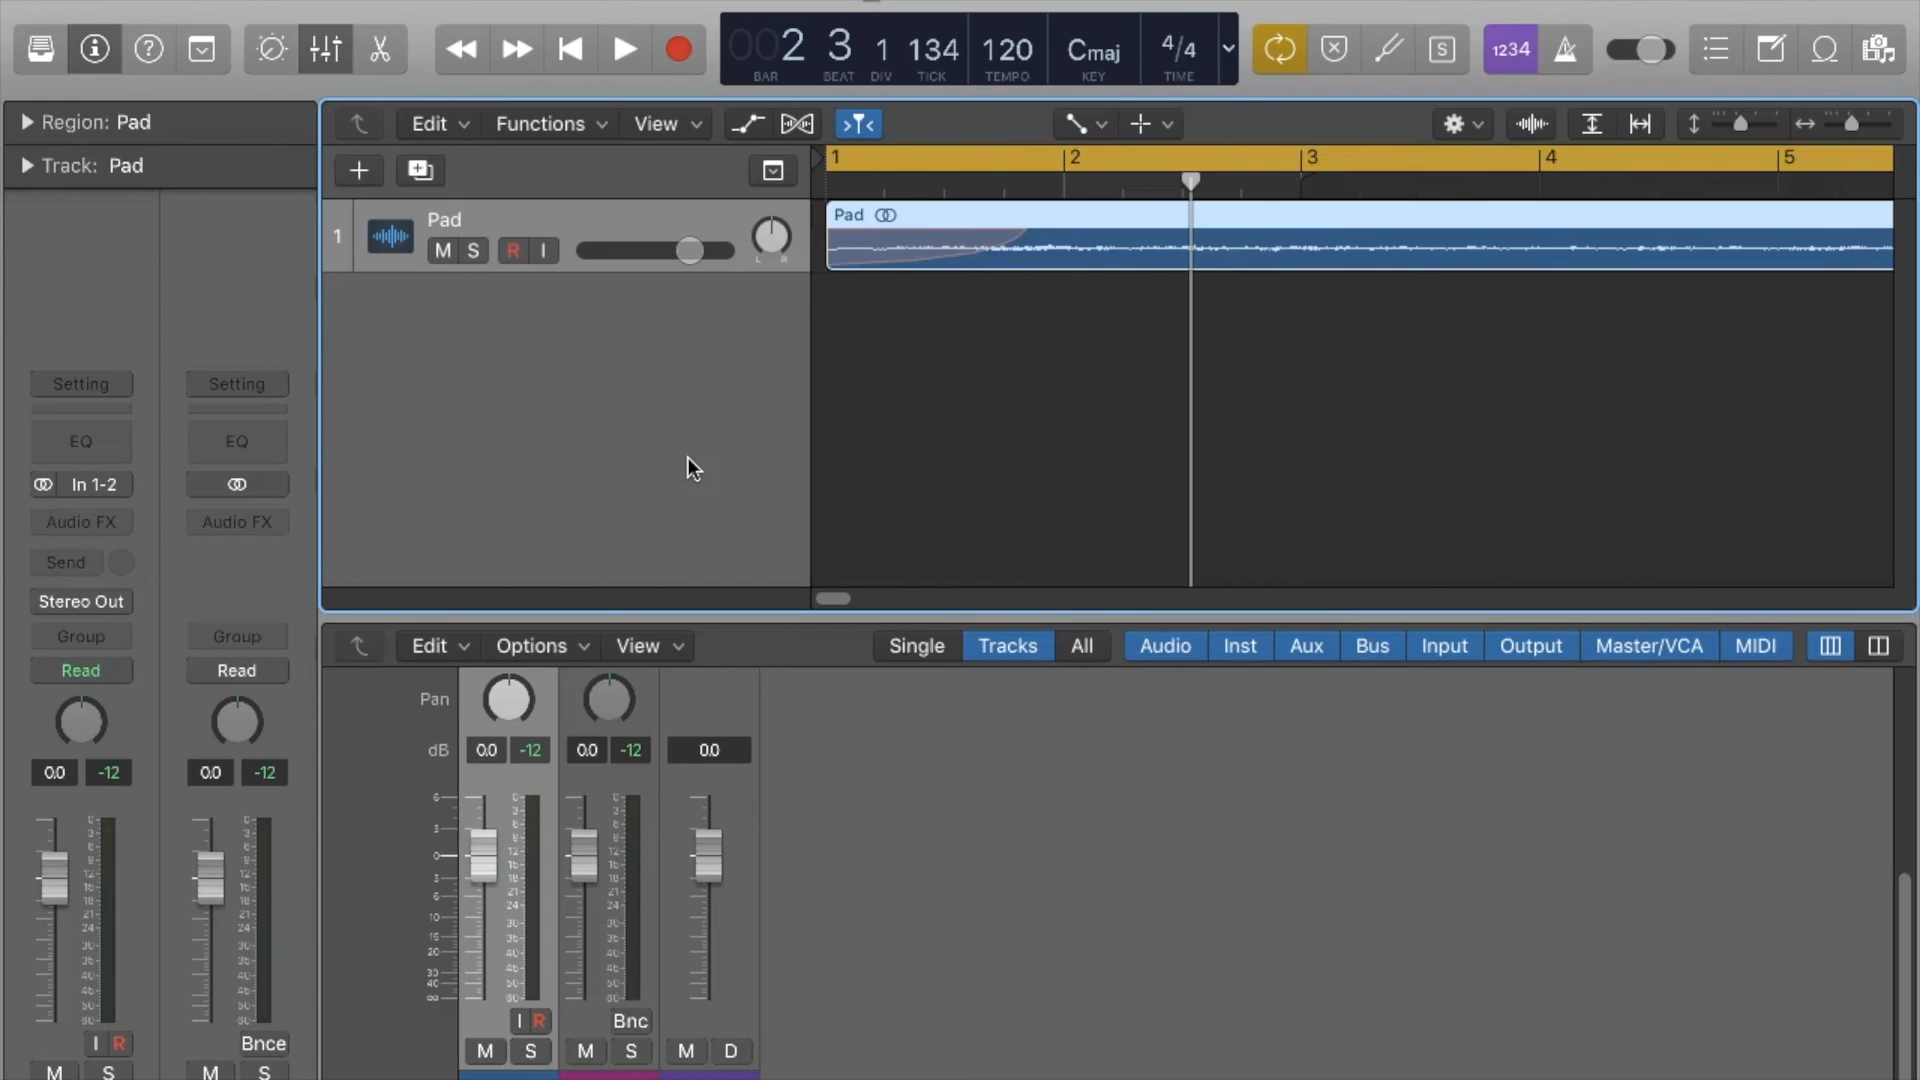 002 3 1 134 120 Cmaj 4/4
BAR BEAT DIV TICK TEMPO KEY TIME
S
1234
Region: Pad
Track: Pad
Edit Functions View
1 2 3 4 5
1
Pad
M S R I
L R
Pad
Setting Setting
EQ EQ
In 1-2
Audio FX Audio FX
Send
Stereo Out
Group Group
Read Read
0.0 -12 0.0 -12
I R
Bnce
M S M S
Edit Options View Single Tracks All Audio Inst Aux Bus Input Output Master/VCA MIDI
Pan
dB 0.0 -12 0.0 -12 0.0
I R
Bnc
M S M S M D